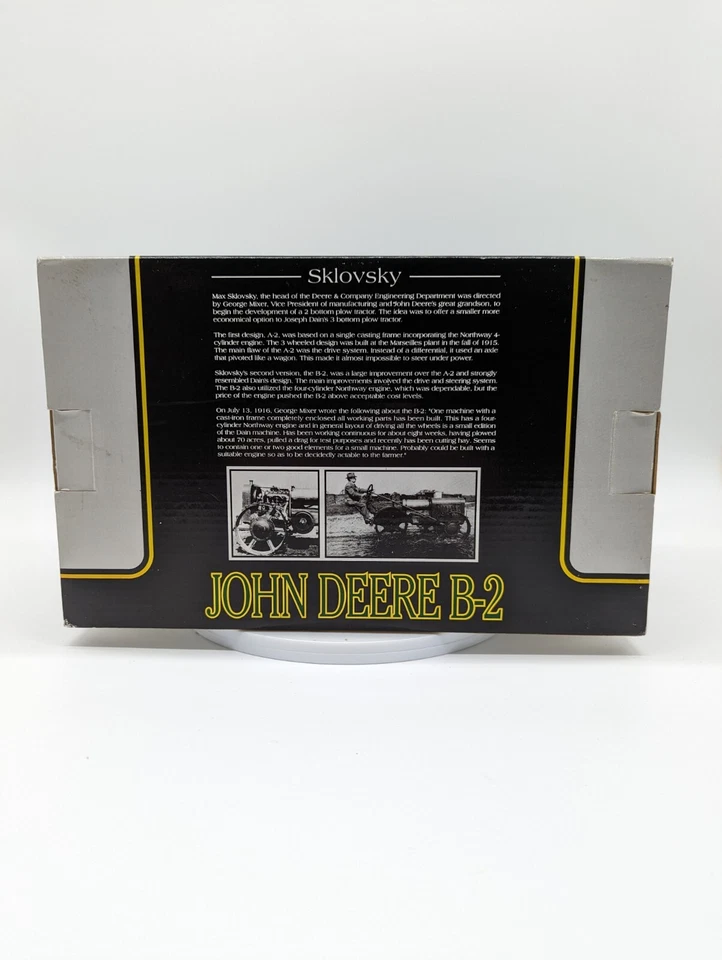 Sklovsky
Max Sklovsky, the head of the Deere & Company Engineering Department was directed
by George Mixer, Vice President of manufacturing and John Deere's great grandson, to
begin the development of a 2 bottom plow tractor. The idea was to offer a smaller more
economical option to Joseph Dain's 3 bottom plow tractor.
The first design, A-2, was based on a single casting frame incorporating the Northway 4-
cylinder engine. The 3 wheeled design was built at the Marseilles plant in the fall of 1915.
The main flaw of the A-2 was the drive system. Instead of a differential, it used an axle
that pivoted like a wagon. This made it almost impossible to steer under power.
Sklovsky's second version, the B-2, was a large improvement over the A-2 and strongly
resembled Dain's design. The main improvements involved the drive and steering system.
The B-2 also utilized the four-cylinder Northway engine, which was dependable, but the
price of the engine pushed the B-2 above acceptable cost levels.
On July 13, 1916, George Mixer wrote the following about the B-2: "One machine with a
cast-iron frame completely enclosed all working parts has been built. This has a four-
cylinder Northway engine and in general layout of driving all the wheels is a small edition
of the Dain machine. Has been working continuous for about eight weeks, having plowed
about 70 acres, pulled a drag for test purposes and recently has been cutting hay. Seems
to contain one or two good elements for a small machine. Probably could be built with a
suitable engine so as to be decidedly actable to the farmer."
JOHN DEERE B-2